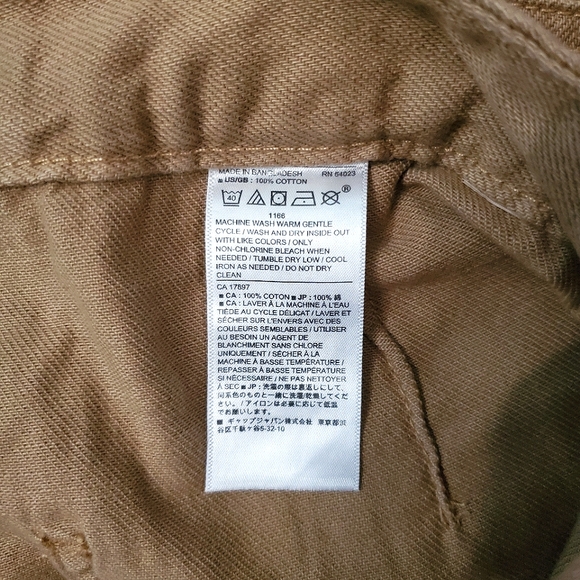 MADE IN BANGLADESH RN 54023
■ US/GB : 100% COTTON
40
®
1166
MACHINE WASH WARM GENTLE
CYCLE / WASH AND DRY INSIDE OUT
WITH LIKE COLORS / ONLY
NON-CHLORINE BLEACH WHEN
NEEDED / TUMBLE DRY LOW / COOL
IRON AS NEEDED / DO NOT DRY
CLEAN
CA 17897
■ CA : 100% COTON ■ JP : 100% 綿
■ CA : LAVER À LA MACHINE À L'EAU
TIÈDE AU CYCLE DÉLICAT / LAVER ET
SÉCHER SUR L'ENVERS AVEC DES
COULEURS SEMBLABLES / UTILISER
AU BESOIN UN AGENT DE
BLANCHIMENT SANS CHLORE
UNIQUEMENT / SÉCHER À LA
MACHINE À BASSE TEMPÉRATURE /
REPASSER À BASSE TEMPÉRATURE
SI NÉCESSAIRE / NE PAS NETTOYER
À SEC ■ JP : 洗濯の際は裏返しにして、
同系色のものと一緒に洗濯/乾燥してくださ
い。/ アイロンは必要に応じて低温
でお願いします。
■ ギャップジャパン株式会社 東京都渋
谷区千駄ヶ谷5-32-10